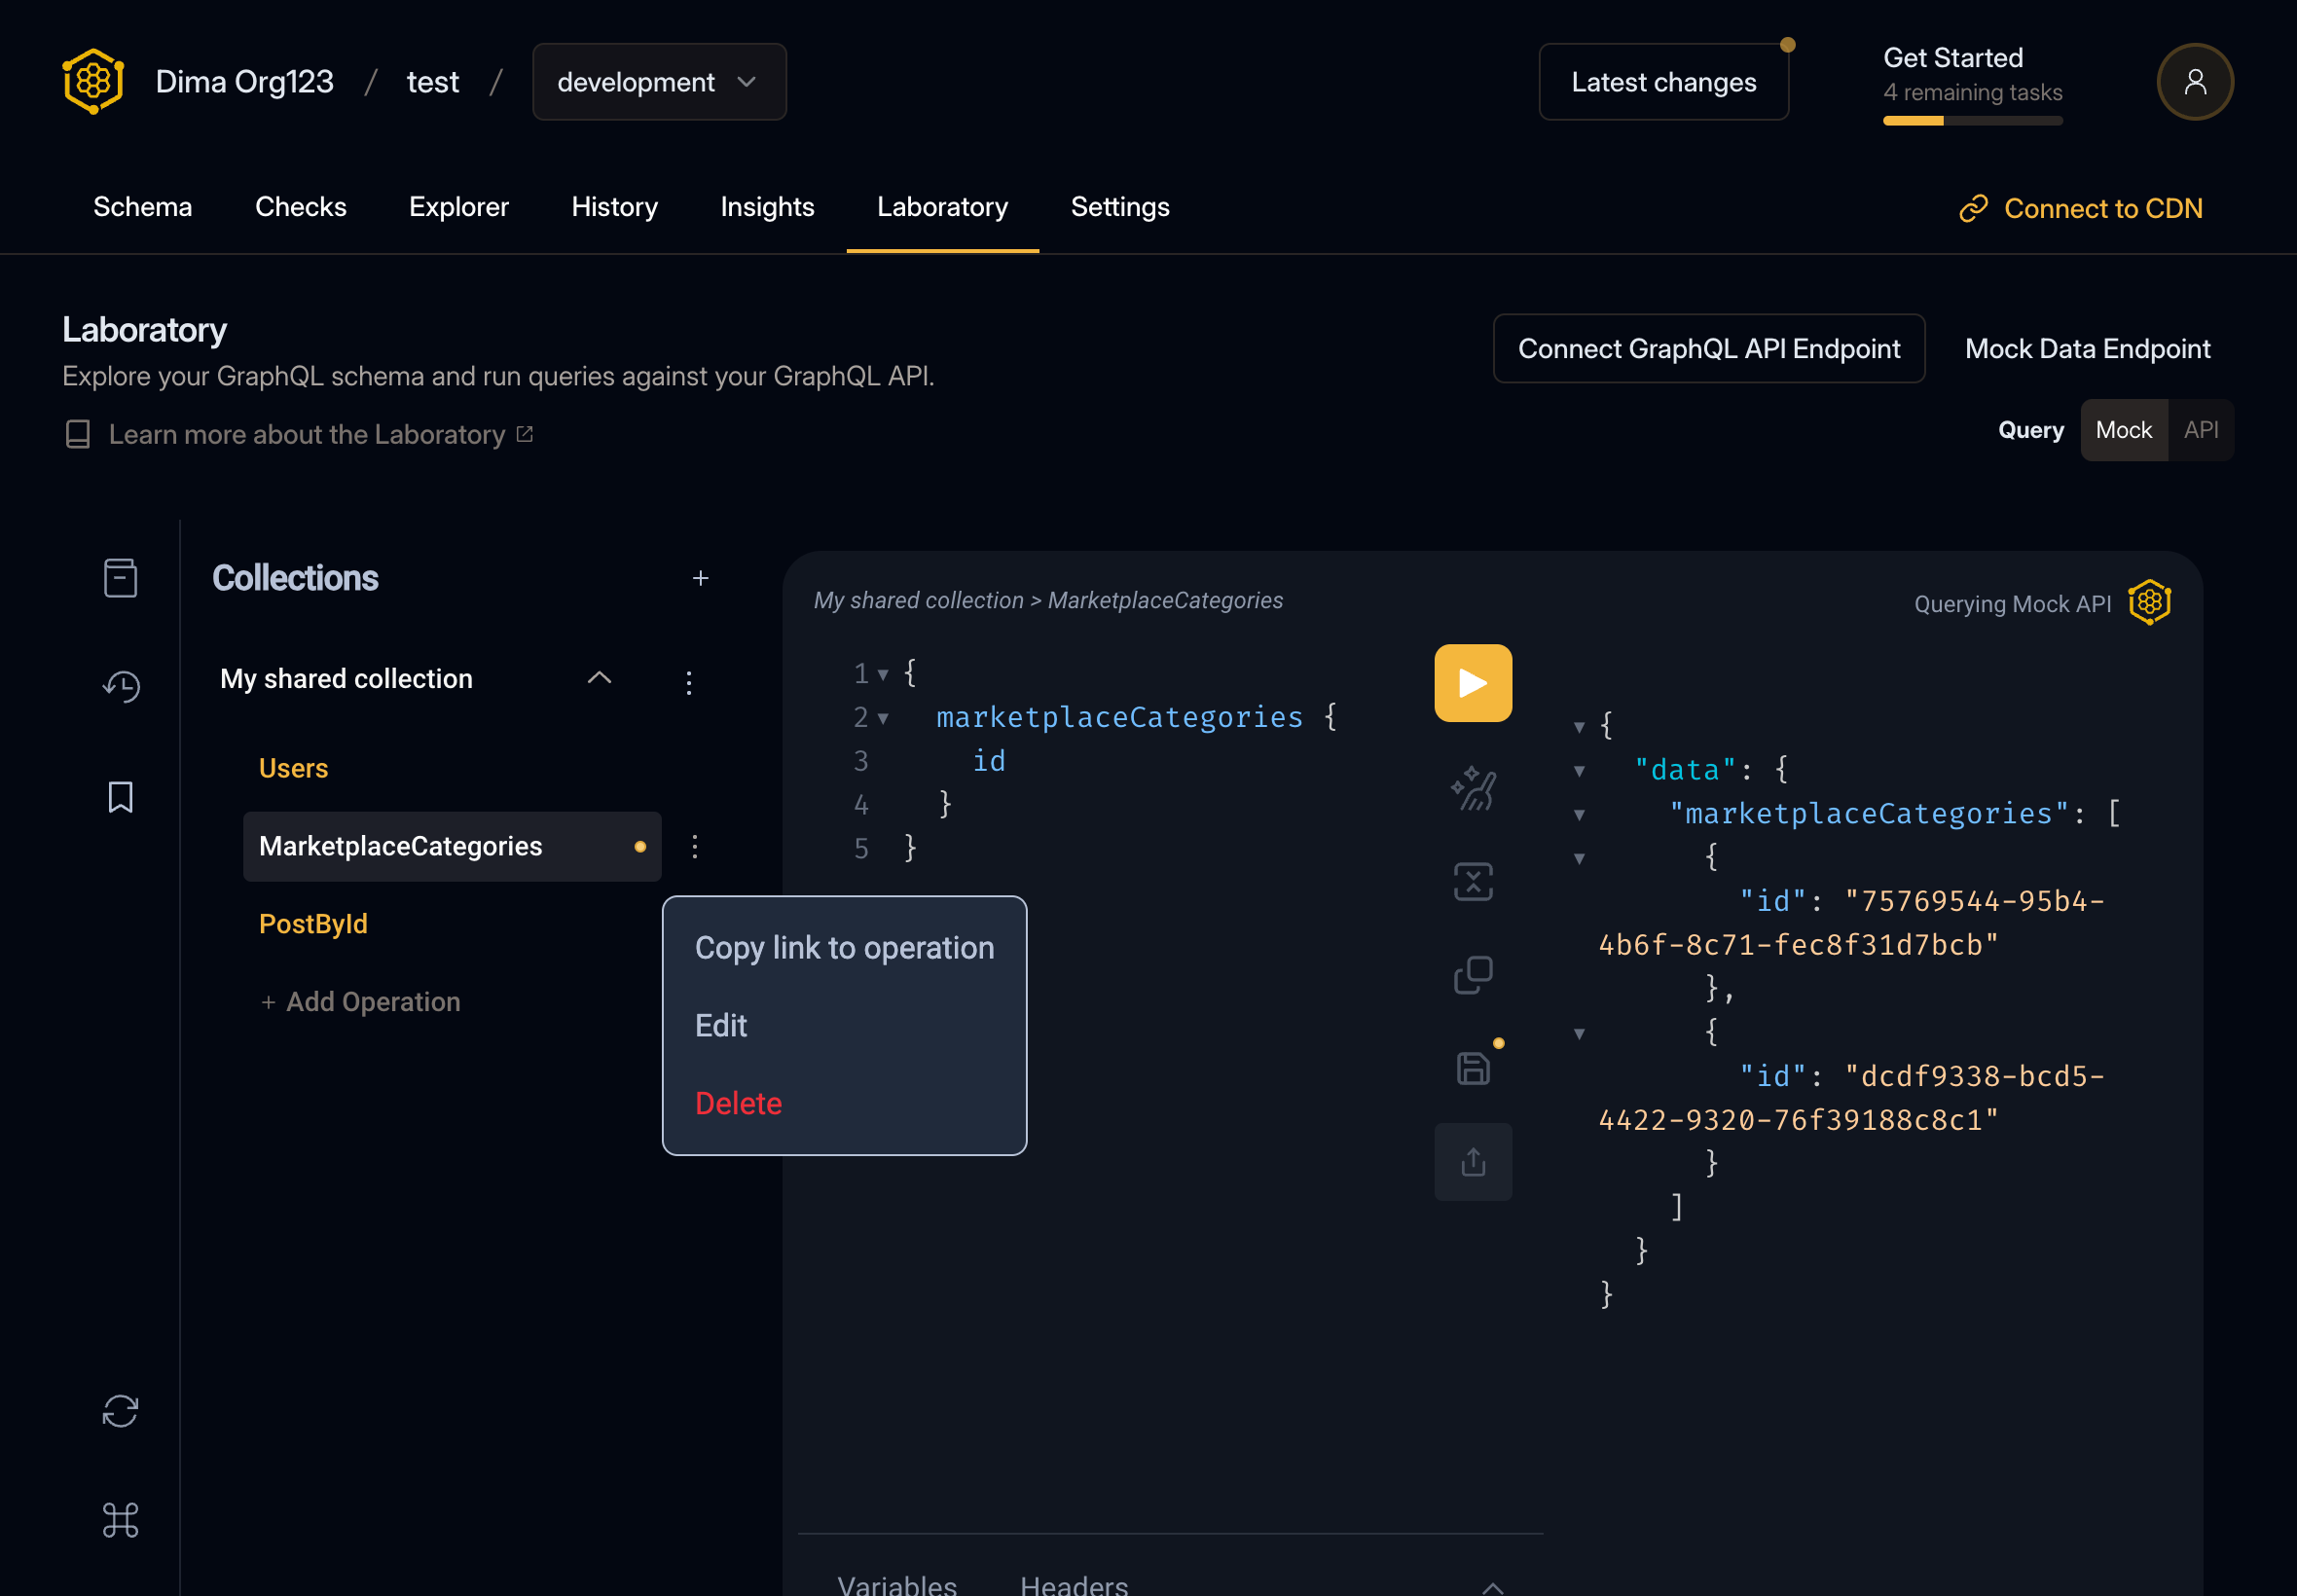 Dima Org123 / test / development
Latest changes
Get Started
4 remaining tasks
Schema Checks Explorer History Insights Laboratory Settings
Connect to CDN
Laboratory
Explore your GraphQL schema and run queries against your GraphQL API.
Learn more about the Laboratory
Connect GraphQL API Endpoint
Mock Data Endpoint
Query Mock API
Collections +
My shared collection
Users
MarketplaceCategories
PostById
+ Add Operation
Copy link to operation
Edit
Delete
My shared collection > MarketplaceCategories
Querying Mock API
1 {
2 marketplaceCategories {
3 id
4 }
5 }
{
"data": {
"marketplaceCategories": [
{
"id": "75769544-95b4-
4b6f-8c71-fec8f31d7bcb"
},
{
"id": "dcdf9338-bcd5-
4422-9320-76f39188c8c1"
}
]
}
}
Variables Headers